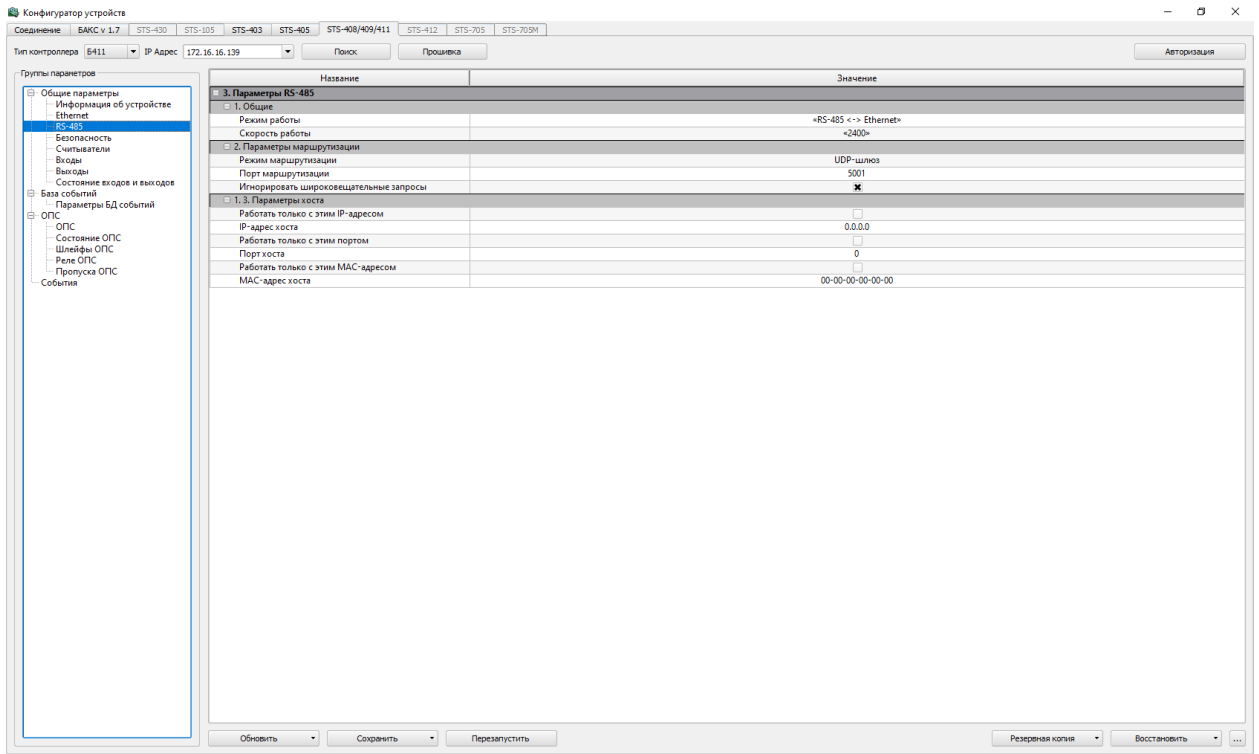 Конфигуратор устройств
Соединение БАКС v 1.7 STS-430 STS-105 STS-403 STS-405 STS-408/409/411 STS-412 STS-705 STS-705M
Тип контроллера Б411 IP Адрес 172.16.16.139 Поиск Прошивка Авторизация
Группы параметров
Общие параметры
Информация об устройстве
Ethernet
RS-485
Безопасность
Считыватели
Входы
Выходы
Состояние входов и выходов
База событий
Параметры БД событий
ОПС
ОПС
Состояние ОПС
Шлейфы ОПС
Реле ОПС
Пропуска ОПС
События
Название Значение
3. Параметры RS-485
1. Общие
Режим работы «RS-485 <-> Ethernet»
Скорость работы «2400»
2. Параметры маршрутизации
Режим маршрутизации UDP-шлюз
Порт маршрутизации 5001
Игнорировать широковещательные запросы
1. 3. Параметры хоста
Работать только с этим IP-адресом
IP-адрес хоста 0.0.0.0
Работать только с этим портом
Порт хоста 0
Работать только с этим MAC-адресом
MAC-адрес хоста 00-00-00-00-00-00
Обновить Сохранить Перезапустить Резервная копия Восстановить ...